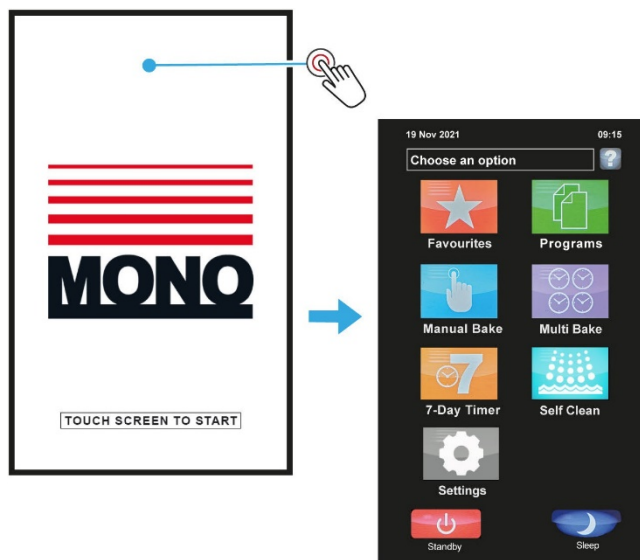 MONO
TOUCH SCREEN TO START
19 Nov 2021 09:15
Choose an option ?
Favourites Programs
Manual Bake Multi Bake
7
7-Day Timer Self Clean
Settings
Standby Sleep